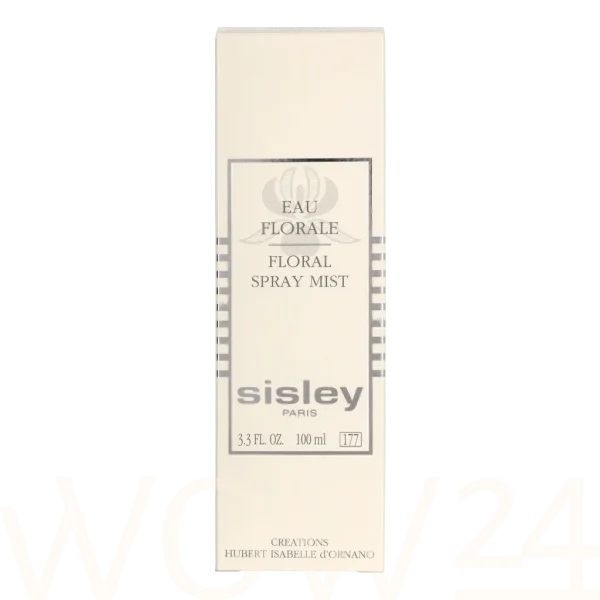 EAU
FLORALE
FLORAL
SPRAY MIST
sisley
PARIS
3.3 FL. OZ. 100 ml 177
WOW24
CREATIONS
HUBERT ISABELLE d'ORNANO